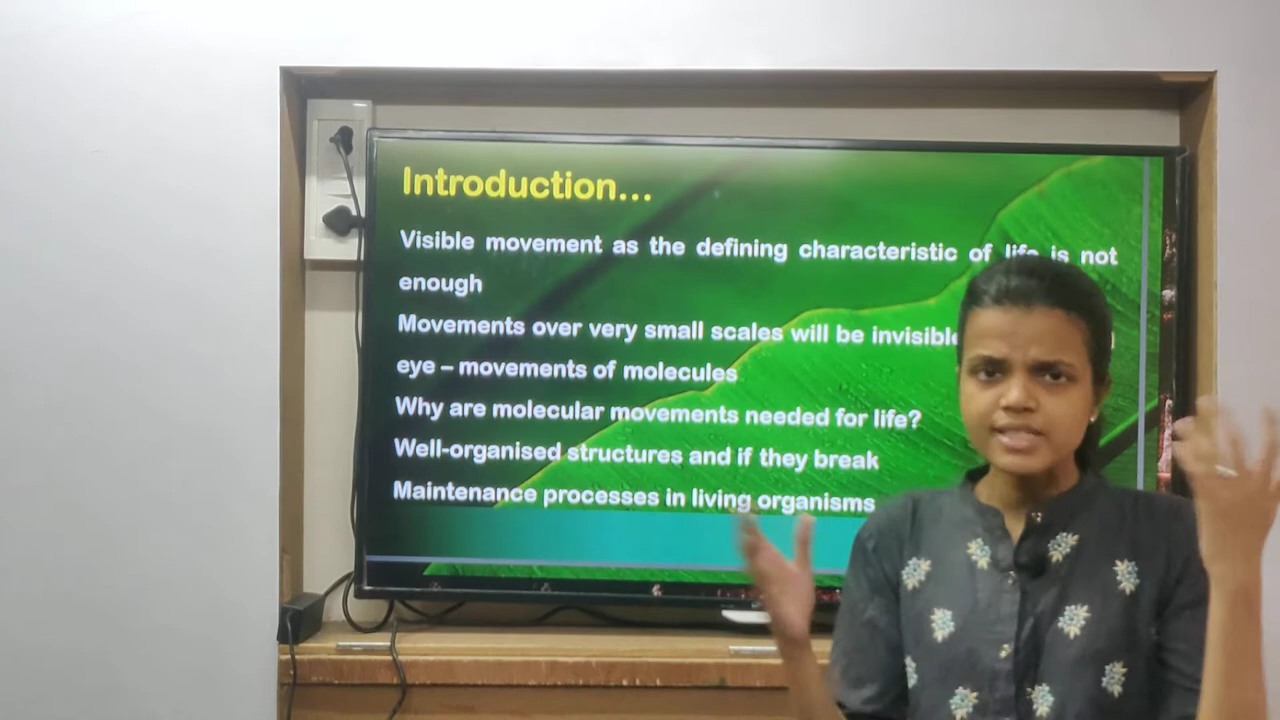 Introduction...
Visible movement as the defining characteristic of life is not
enough
Movements over very small scales will be invisible
eye – movements of molecules
Why are molecular movements needed for life?
Well-organised structures and if they break
Maintenance processes in living organisms